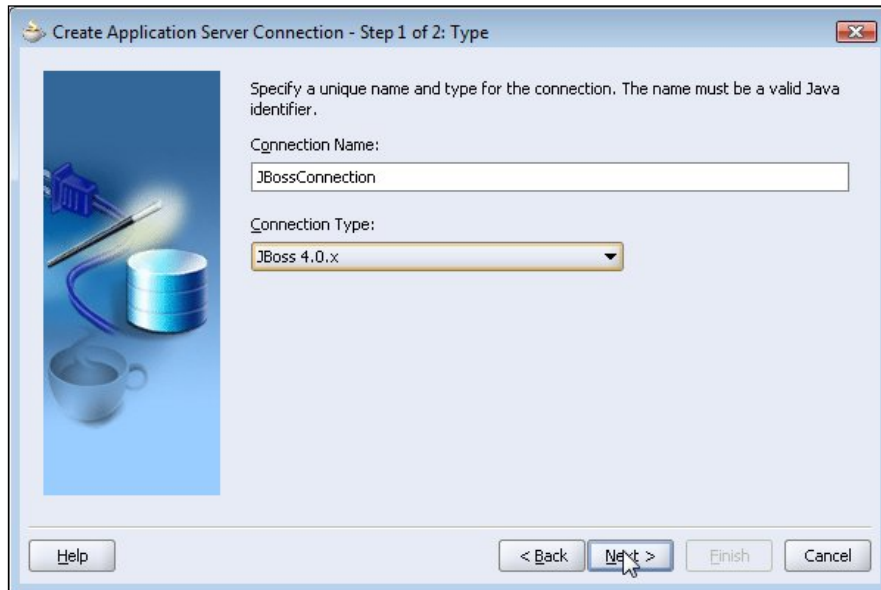 Create Application Server Connection - Step 1 of 2: Type
Specify a unique name and type for the connection. The name must be a valid Java
identifier.
Connection Name:
JBossConnection
Connection Type:
JBoss 4.0.x
Help
< Back
Next >
Finish
Cancel